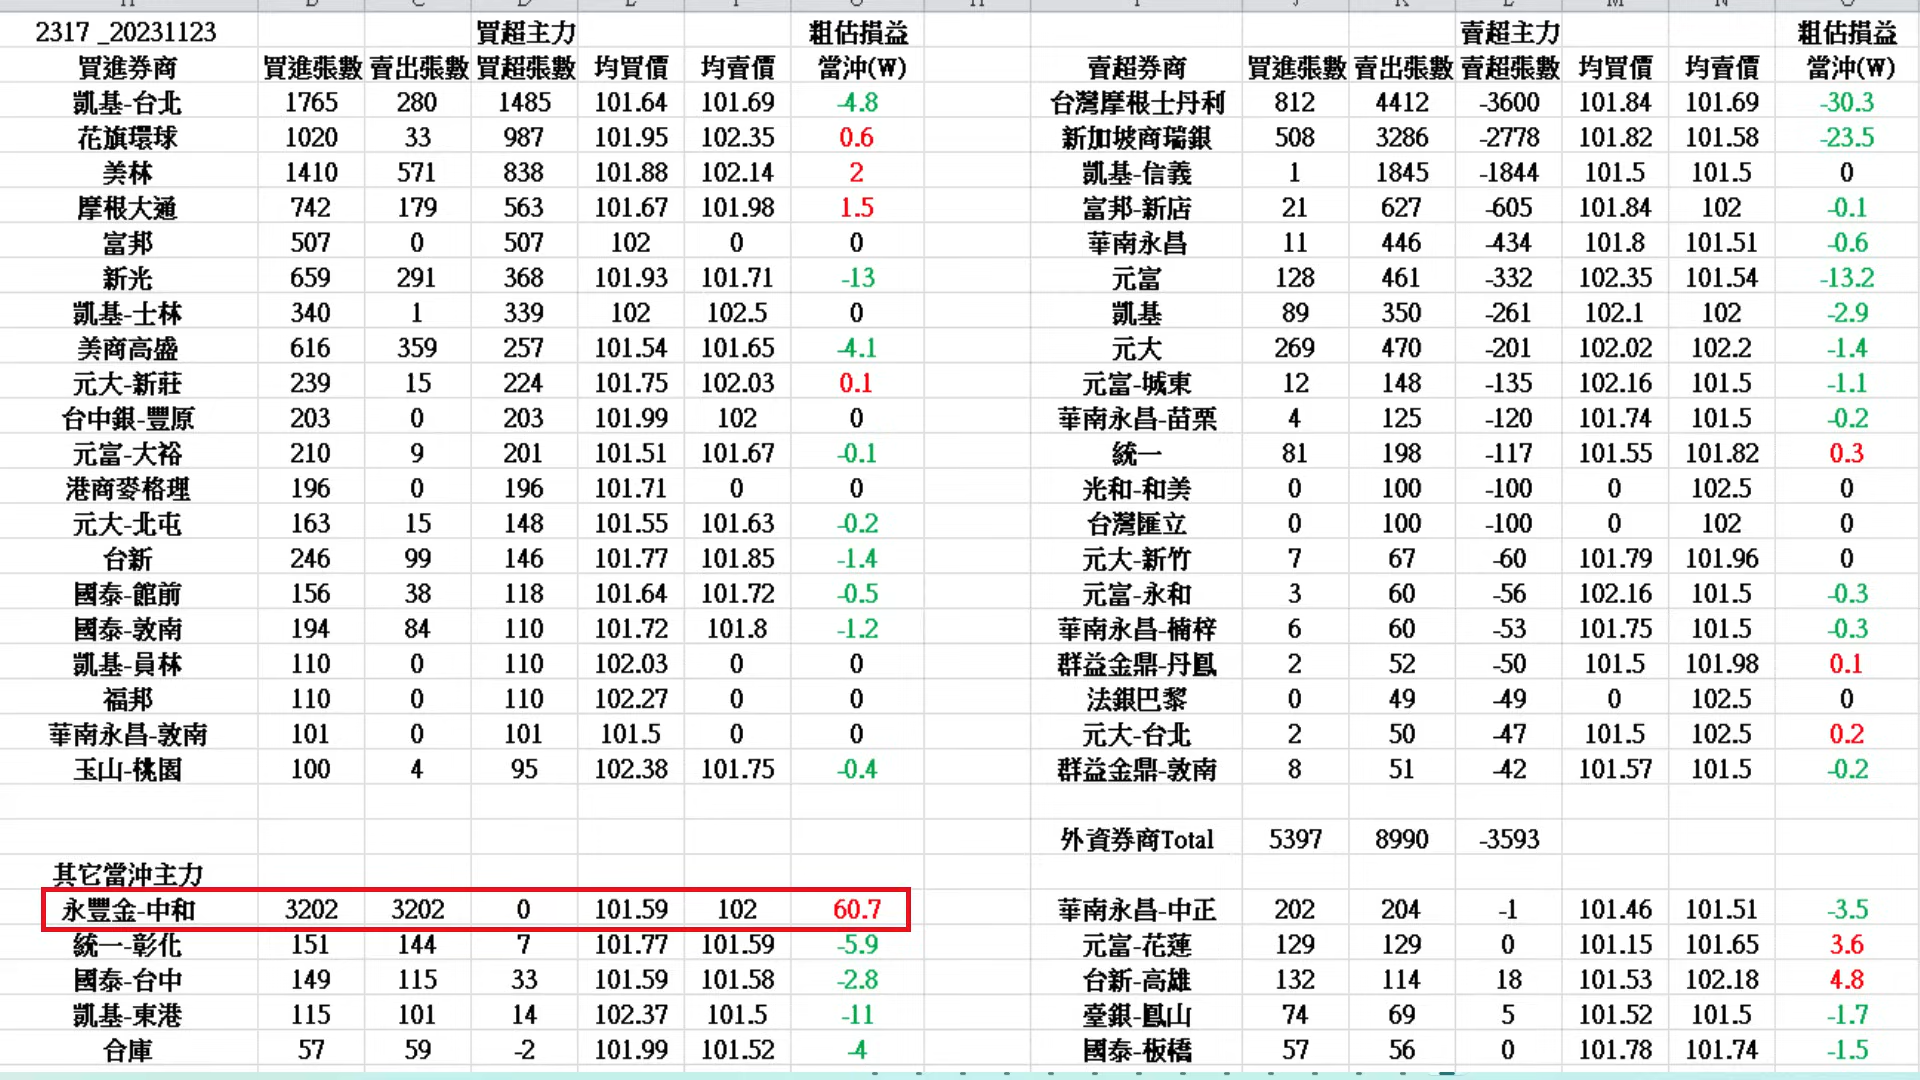 2317 _20231123 買超主力 粗估損益 賣超主力 粗估損益
買進券商 買進張數 賣出張數 買超張數 均買價 均賣價 當沖(W) 賣超券商 買進張數 賣出張數 賣超張數 均買價 均賣價 當沖(W)
凱基-台北 1765 280 1485 101.64 101.69 -4.8 台灣摩根士丹利 812 4412 -3600 101.84 101.69 -30.3
花旗環球 1020 33 987 101.95 102.35 0.6 新加坡商瑞銀 508 3286 -2778 101.82 101.58 -23.5
美林 1410 571 838 101.88 102.14 2 凱基-信義 1 1845 -1844 101.5 101.5 0
摩根大通 742 179 563 101.67 101.98 1.5 富邦-新店 21 627 -605 101.84 102 -0.1
富邦 507 0 507 102 0 0 華南永昌 11 446 -434 101.8 101.51 -0.6
新光 659 291 368 101.93 101.71 -13 元富 128 461 -332 102.35 101.54 -13.2
凱基-士林 340 1 339 102 102.5 0 凱基 89 350 -261 102.1 102 -2.9
美商高盛 616 359 257 101.54 101.65 -4.1 元大 269 470 -201 102.02 102.2 -1.4
元大-新莊 239 15 224 101.75 102.03 0.1 元富-城東 12 148 -135 102.16 101.5 -1.1
台中銀-豐原 203 0 203 101.99 102 0 華南永昌-苗栗 4 125 -120 101.74 101.5 -0.2
元富-大裕 210 9 201 101.51 101.67 -0.1 統一 81 198 -117 101.55 101.82 0.3
港商麥格理 196 0 196 101.71 0 0 光和-和美 0 100 -100 0 102.5 0
元大-北屯 163 15 148 101.55 101.63 -0.2 台灣匯立 0 100 -100 0 102 0
台新 246 99 146 101.77 101.85 -1.4 元大-新竹 7 67 -60 101.79 101.96 0
國泰-館前 156 38 118 101.64 101.72 -0.5 元富-永和 3 60 -56 102.16 101.5 -0.3
國泰-敦南 194 84 110 101.72 101.8 -1.2 華南永昌-楠梓 6 60 -53 101.75 101.5 -0.3
凱基-員林 110 0 110 102.03 0 0 群益金鼎-丹鳳 2 52 -50 101.5 101.98 0.1
福邦 110 0 110 102.27 0 0 法銀巴黎 0 49 -49 0 102.5 0
華南永昌-敦南 101 0 101 101.5 0 0 元大-台北 2 50 -47 101.5 102.5 0.2
玉山-桃園 100 4 95 102.38 101.75 -0.4 群益金鼎-敦南 8 51 -42 101.57 101.5 -0.2
外資券商Total 5397 8990 -3593
其它當沖主力
永豐金-中和 3202 3202 0 101.59 102 60.7 華南永昌-中正 202 204 -1 101.46 101.51 -3.5
統一-彰化 151 144 7 101.77 101.59 -5.9 元富-花蓮 129 129 0 101.15 101.65 3.6
國泰-台中 149 115 33 101.59 101.58 -2.8 台新-高雄 132 114 18 101.53 102.18 4.8
凱基-東港 115 101 14 102.37 101.5 -11 臺銀-鳳山 74 69 5 101.52 101.5 -1.7
合庫 57 59 -2 101.99 101.52 -4 國泰-板橋 57 56 0 101.78 101.74 -1.5